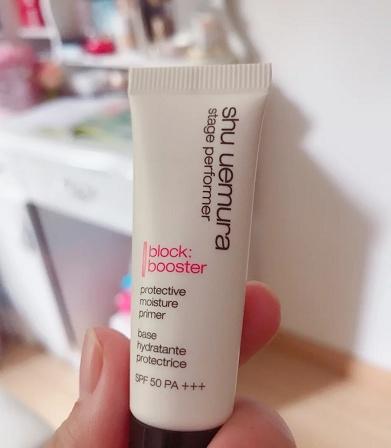 shu uemura
stage performer
block:
booster
protective
moisture
primer
base
hydratante
protectrice
SPF 50 PA +++